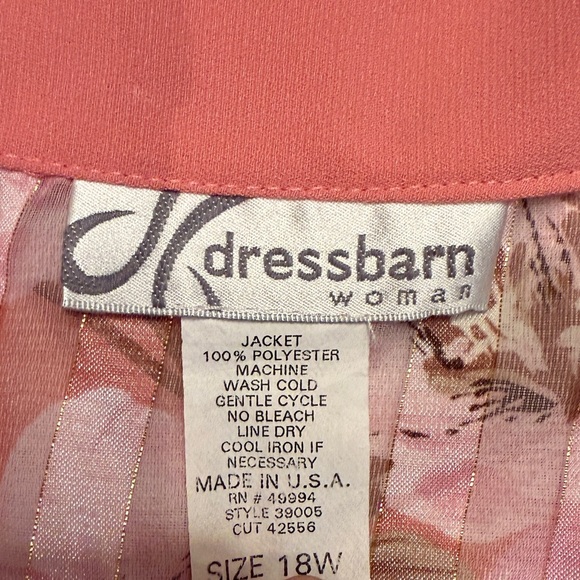 dressbarn
woman
JACKET
100% POLYESTER
MACHINE
WASH COLD
GENTLE CYCLE
NO BLEACH
LINE DRY
COOL IRON IF
NECESSARY
MADE IN U.S.A.
RN # 49994
STYLE 39005
CUT 42556
SIZE 18W